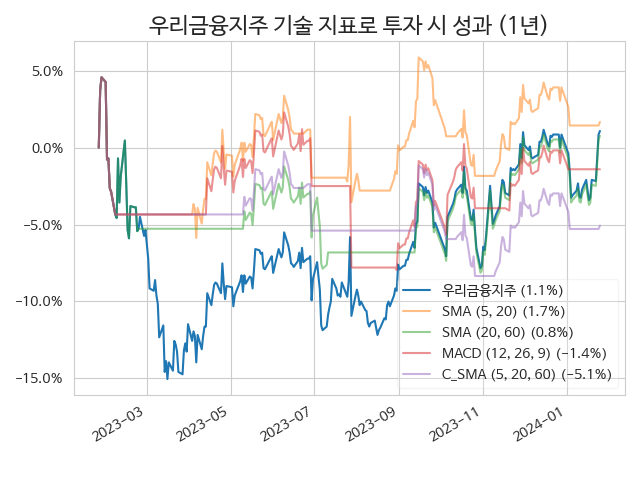 우리금융지주 기술 지표로 투자 시 성과 (1년)
5.0%
0.0%
−5.0%
−10.0%
−15.0%
우리금융지주 (1.1%)
SMA (5, 20) (1.7%)
SMA (20, 60) (0.8%)
MACD (12, 26, 9) (−1.4%)
C_SMA (5, 20, 60) (−5.1%)
2023−03
2023−05
2023−07
2023−09
2023−11
2024−01